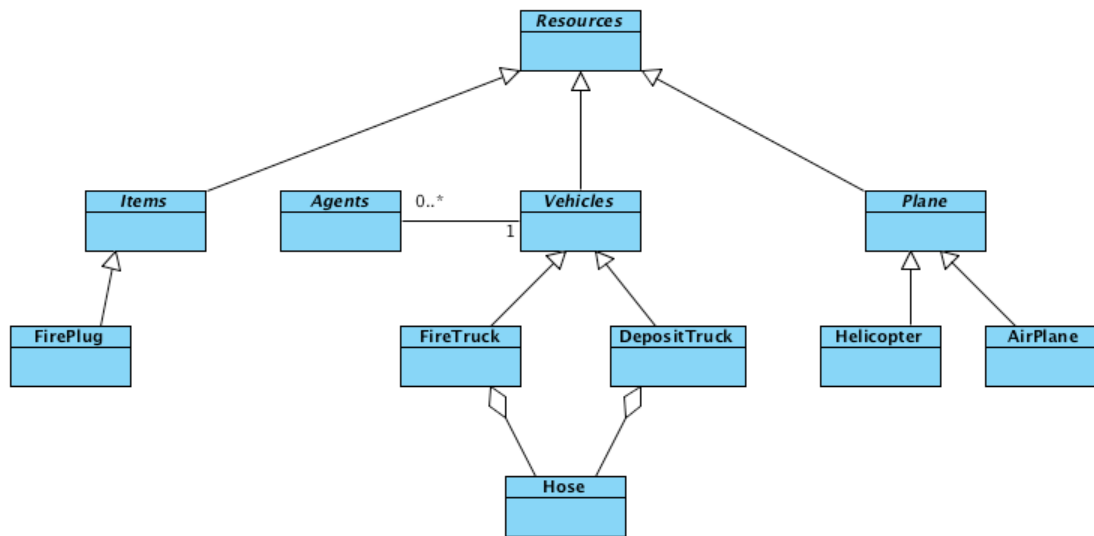 Resources
Items
Agents
0..*
1
Vehicles
Plane
FirePlug
FireTruck
DepositTruck
Helicopter
AirPlane
Hose